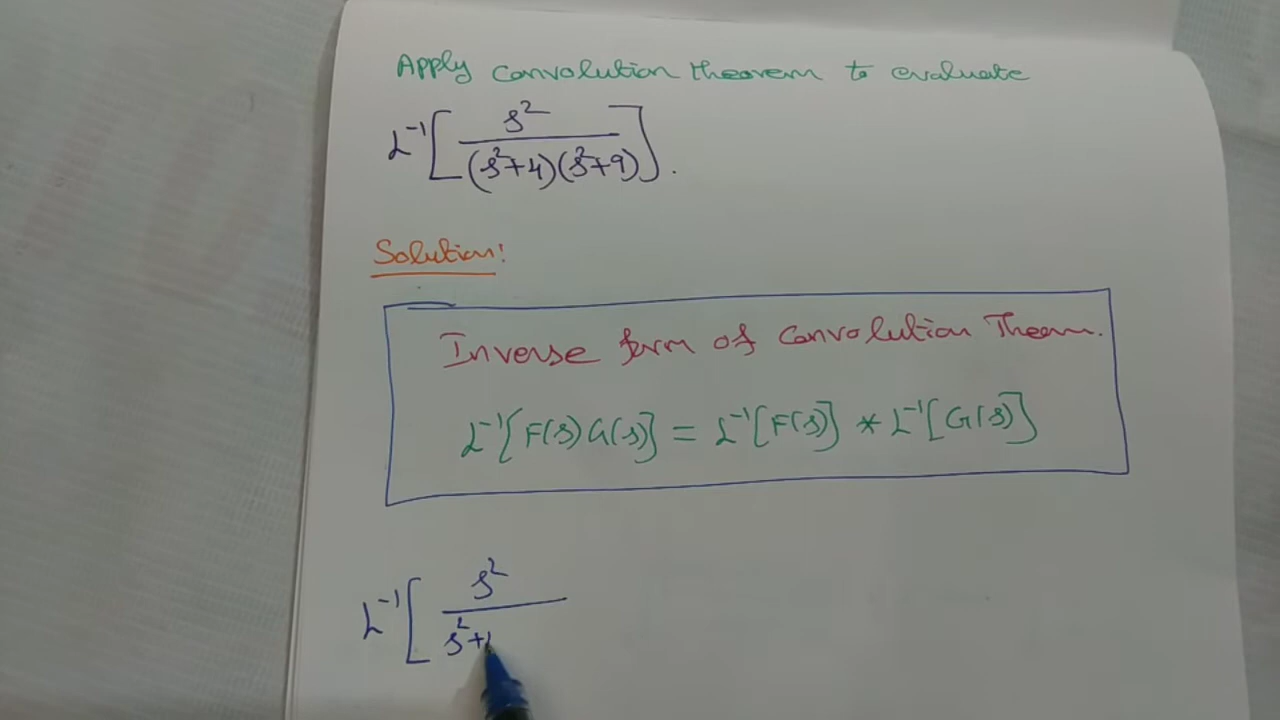 Apply convolution theorem to evaluate
L⁻¹[s²/((s²+4)(s²+9))].
Solution:
Inverse form of Convolution Theorem.
L⁻¹[F(s)G(s)] = L⁻¹[F(s)] * L⁻¹[G(s)]
L⁻¹[s²/(s²+